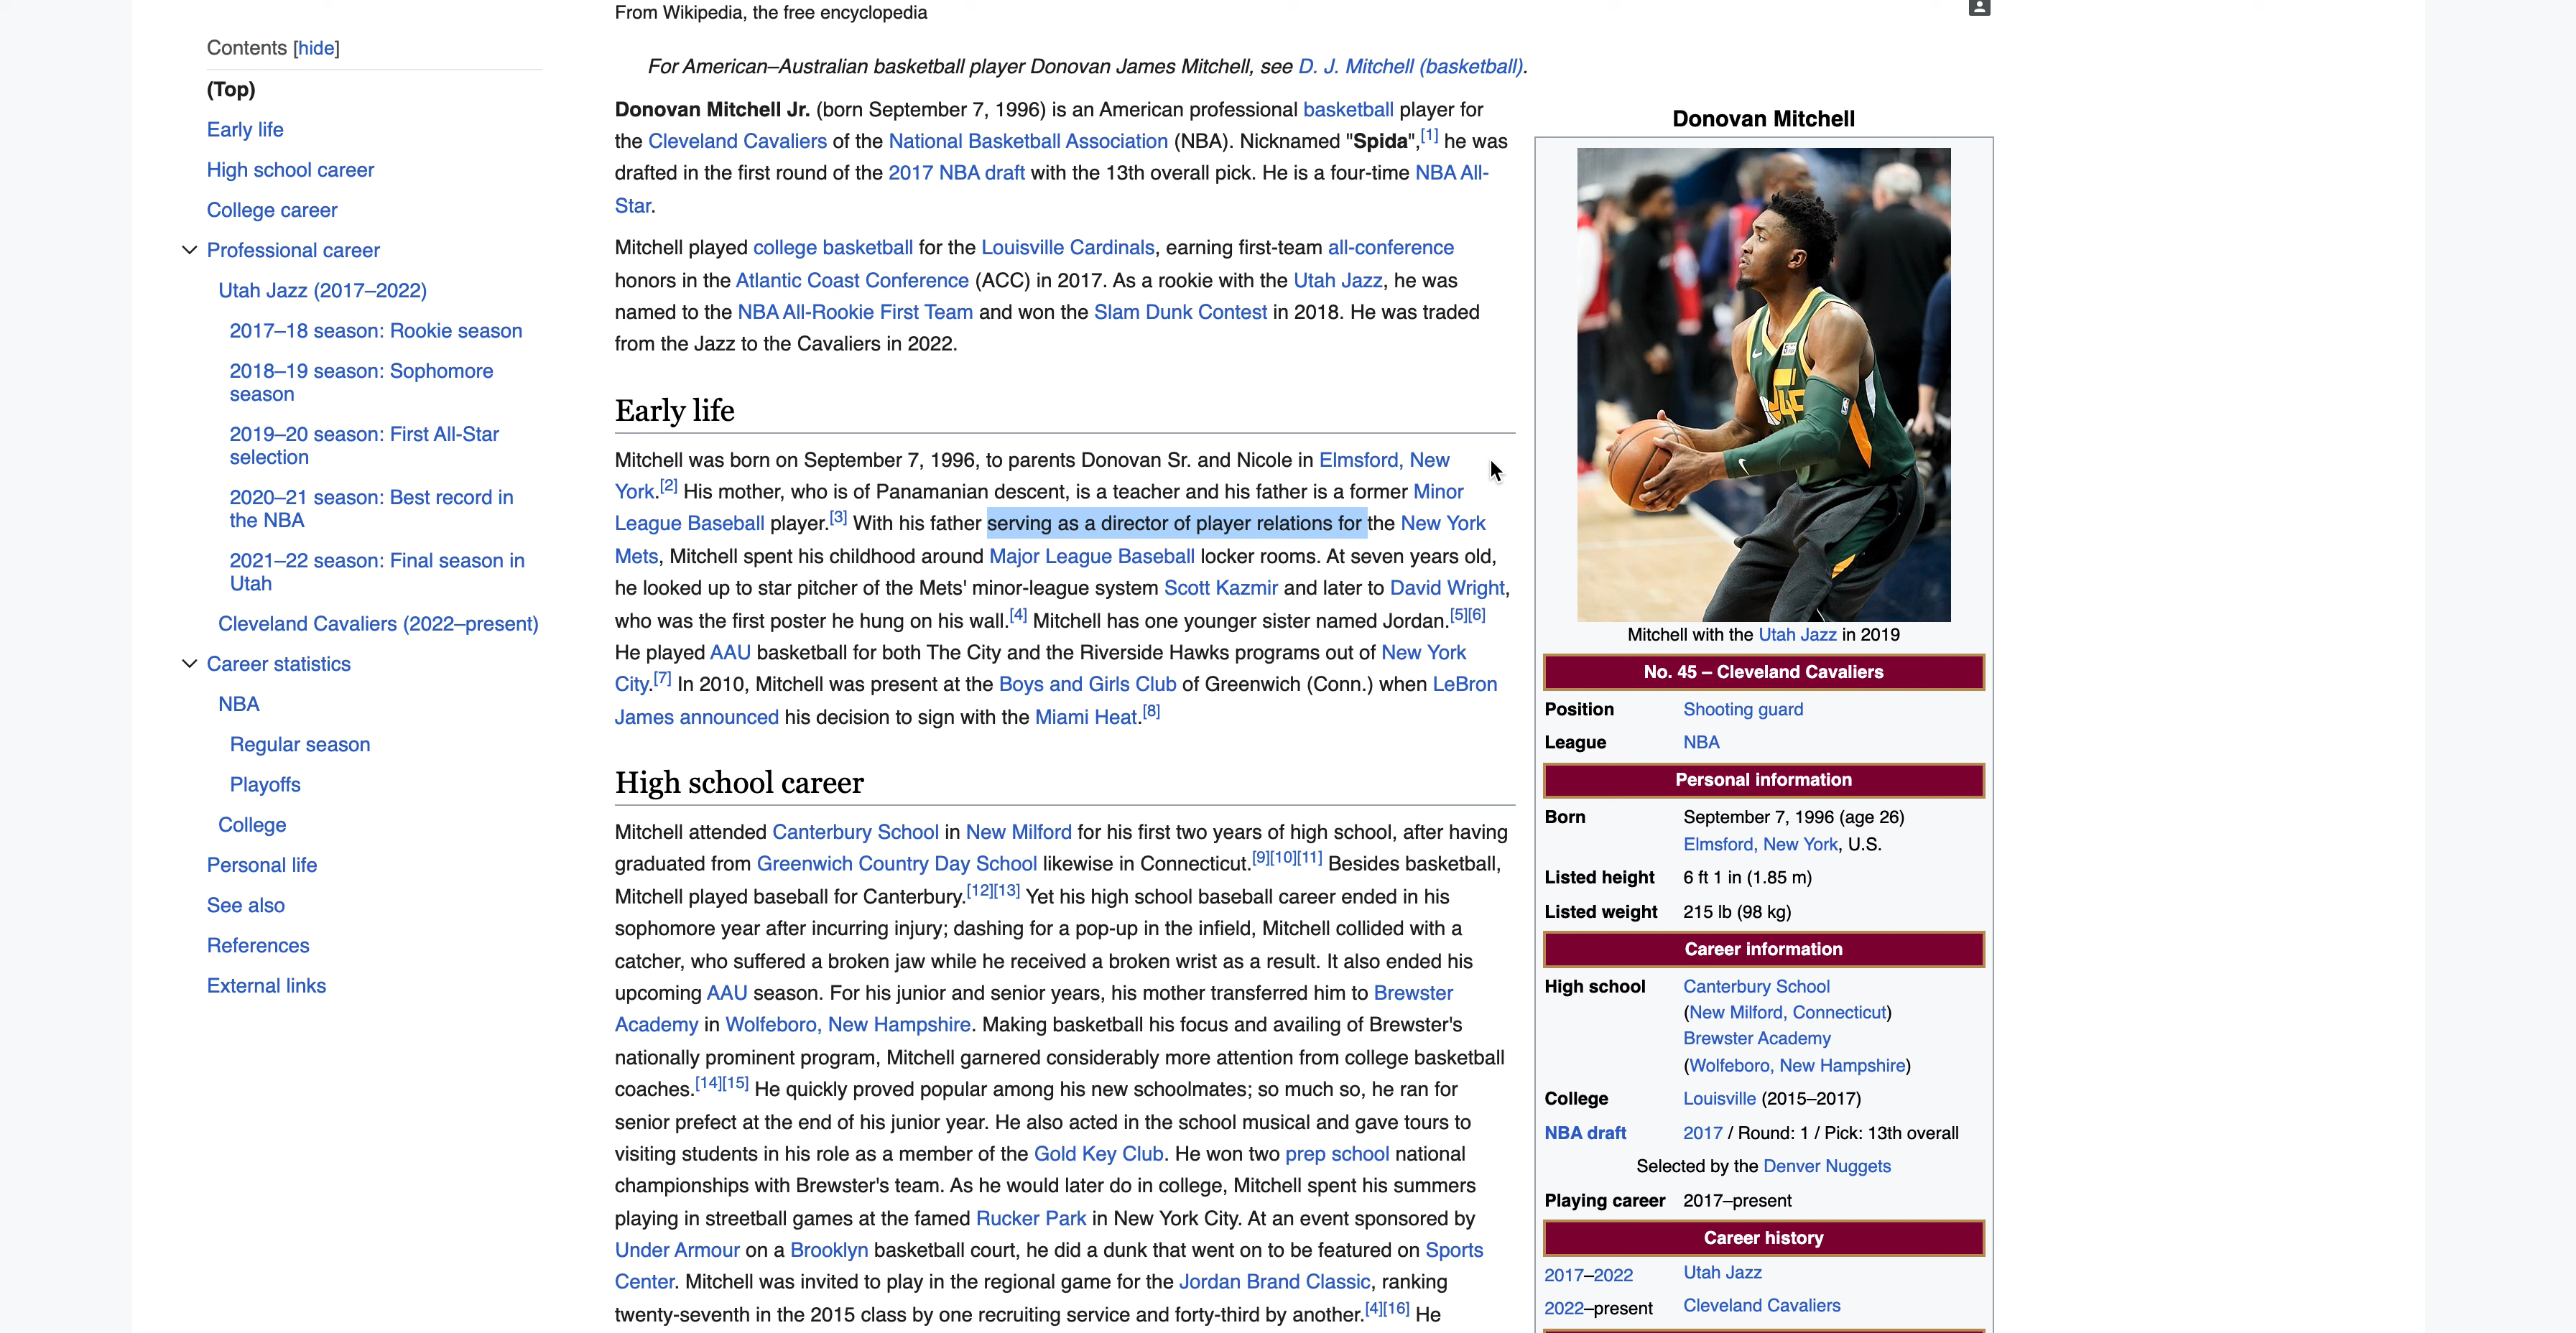 From Wikipedia, the free encyclopedia
Contents [hide]
(Top)
Early life
High school career
College career
Professional career
Utah Jazz (2017–2022)
2017–18 season: Rookie season
2018–19 season: Sophomore
season
2019–20 season: First All-Star
selection
2020–21 season: Best record in
the NBA
2021–22 season: Final season in
Utah
Cleveland Cavaliers (2022–present)
Career statistics
NBA
Regular season
Playoffs
College
Personal life
See also
References
External links
For American–Australian basketball player Donovan James Mitchell, see D. J. Mitchell (basketball).
Donovan Mitchell Jr. (born September 7, 1996) is an American professional basketball player for
the Cleveland Cavaliers of the National Basketball Association (NBA). Nicknamed "Spida",[1] he was
drafted in the first round of the 2017 NBA draft with the 13th overall pick. He is a four-time NBA All-
Star.
Mitchell played college basketball for the Louisville Cardinals, earning first-team all-conference
honors in the Atlantic Coast Conference (ACC) in 2017. As a rookie with the Utah Jazz, he was
named to the NBA All-Rookie First Team and won the Slam Dunk Contest in 2018. He was traded
from the Jazz to the Cavaliers in 2022.
Early life
Mitchell was born on September 7, 1996, to parents Donovan Sr. and Nicole in Elmsford, New
York.[2] His mother, who is of Panamanian descent, is a teacher and his father is a former Minor
League Baseball player.[3] With his father serving as a director of player relations for the New York
Mets, Mitchell spent his childhood around Major League Baseball locker rooms. At seven years old,
he looked up to star pitcher of the Mets' minor-league system Scott Kazmir and later to David Wright,
who was the first poster he hung on his wall.[4] Mitchell has one younger sister named Jordan.[5][6]
He played AAU basketball for both The City and the Riverside Hawks programs out of New York
City.[7] In 2010, Mitchell was present at the Boys and Girls Club of Greenwich (Conn.) when LeBron
James announced his decision to sign with the Miami Heat.[8]
High school career
Mitchell attended Canterbury School in New Milford for his first two years of high school, after having
graduated from Greenwich Country Day School likewise in Connecticut.[9][10][11] Besides basketball,
Mitchell played baseball for Canterbury.[12][13] Yet his high school baseball career ended in his
sophomore year after incurring injury; dashing for a pop-up in the infield, Mitchell collided with a
catcher, who suffered a broken jaw while he received a broken wrist as a result. It also ended his
upcoming AAU season. For his junior and senior years, his mother transferred him to Brewster
Academy in Wolfeboro, New Hampshire. Making basketball his focus and availing of Brewster's
nationally prominent program, Mitchell garnered considerably more attention from college basketball
coaches.[14][15] He quickly proved popular among his new schoolmates; so much so, he ran for
senior prefect at the end of his junior year. He also acted in the school musical and gave tours to
visiting students in his role as a member of the Gold Key Club. He won two prep school national
championships with Brewster's team. As he would later do in college, Mitchell spent his summers
playing in streetball games at the famed Rucker Park in New York City. At an event sponsored by
Under Armour on a Brooklyn basketball court, he did a dunk that went on to be featured on Sports
Center. Mitchell was invited to play in the regional game for the Jordan Brand Classic, ranking
twenty-seventh in the 2015 class by one recruiting service and forty-third by another.[4][16] He
Donovan Mitchell
Mitchell with the Utah Jazz in 2019
No. 45 – Cleveland Cavaliers
Position Shooting guard
League NBA
Personal information
Born September 7, 1996 (age 26)
Elmsford, New York, U.S.
Listed height 6 ft 1 in (1.85 m)
Listed weight 215 lb (98 kg)
Career information
High school Canterbury School
(New Milford, Connecticut)
Brewster Academy
(Wolfeboro, New Hampshire)
College Louisville (2015–2017)
NBA draft 2017 / Round: 1 / Pick: 13th overall
Selected by the Denver Nuggets
Playing career 2017–present
Career history
2017–2022 Utah Jazz
2022–present Cleveland Cavaliers